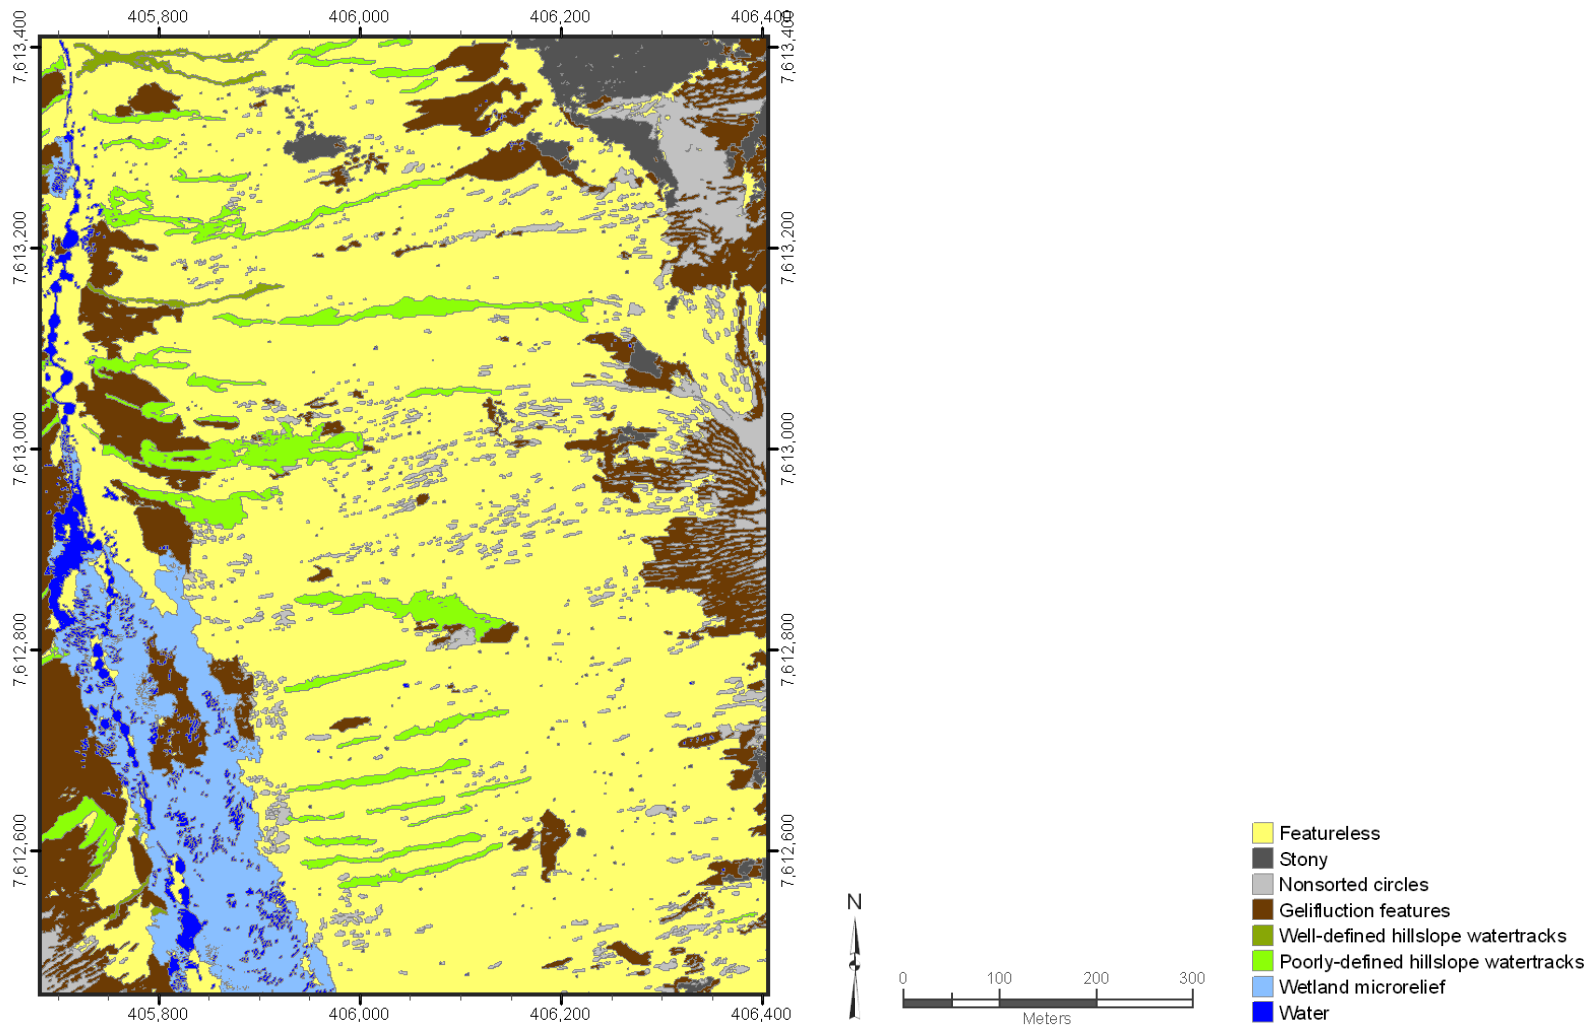 405,800 406,000 406,200 406,400
7,613,400 7,613,400
7,613,200 7,613,200
7,613,000 7,613,000
7,612,800 7,612,800
7,612,600 7,612,600
405,800 406,000 406,200 406,400
N
0 100 200 300
Meters
Featureless
Stony
Nonsorted circles
Gelifluction features
Well-defined hillslope watertracks
Poorly-defined hillslope watertracks
Wetland microrelief
Water